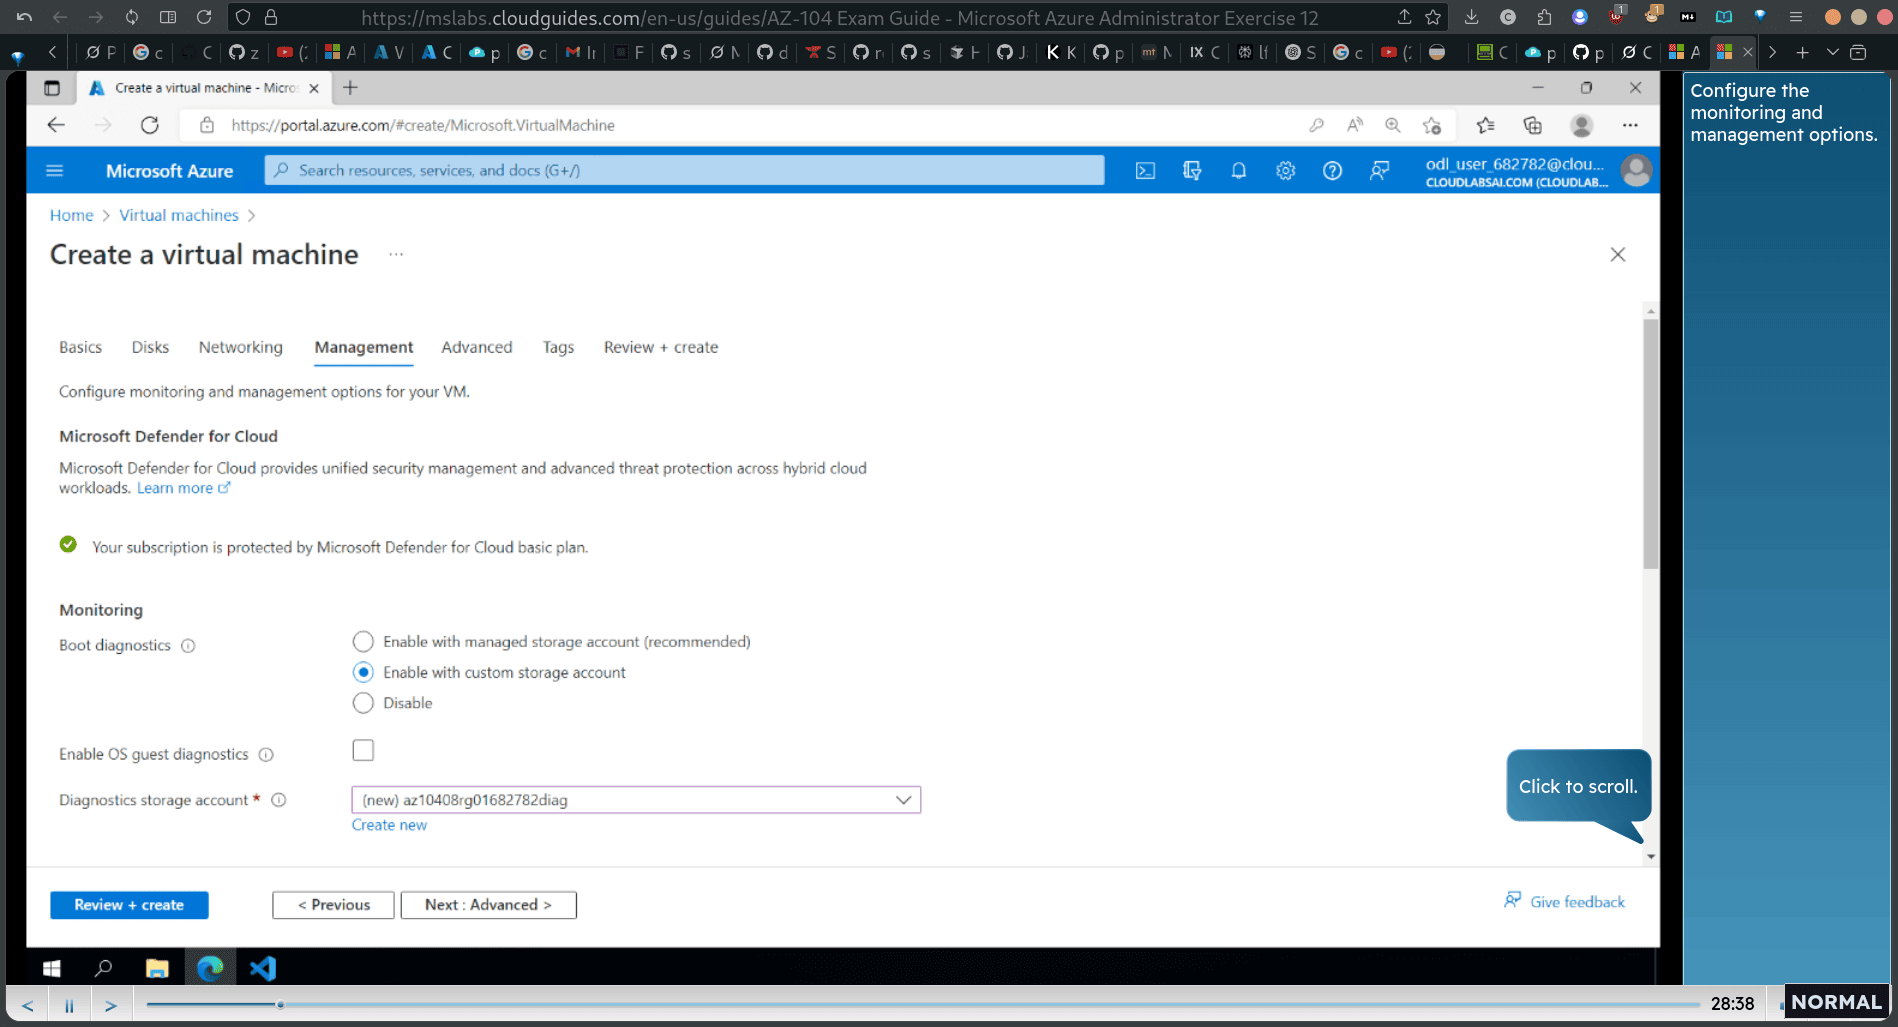 https://mslabs.cloudguides.com/en-us/guides/AZ-104 Exam Guide - Microsoft Azure Administrator Exercise 12
Create a virtual machine - Micro
https://portal.azure.com/#create/Microsoft.VirtualMachine
Microsoft Azure
Search resources, services, and docs (G+/)
odl_user_682782@clou...
CLOUDLABSAI.COM (CLOUDLAB...
Home > Virtual machines >
Create a virtual machine ...
Basics Disks Networking Management Advanced Tags Review + create
Configure monitoring and management options for your VM.
Microsoft Defender for Cloud
Microsoft Defender for Cloud provides unified security management and advanced threat protection across hybrid cloud
workloads. Learn more
Your subscription is protected by Microsoft Defender for Cloud basic plan.
Monitoring
Boot diagnostics
Enable with managed storage account (recommended)
Enable with custom storage account
Disable
Enable OS guest diagnostics
Diagnostics storage account *
(new) az10408rg01682782diag
Create new
Review + create
< Previous
Next : Advanced >
Give feedback
Click to scroll.
Configure the
monitoring and
management options.
28:38
NORMAL